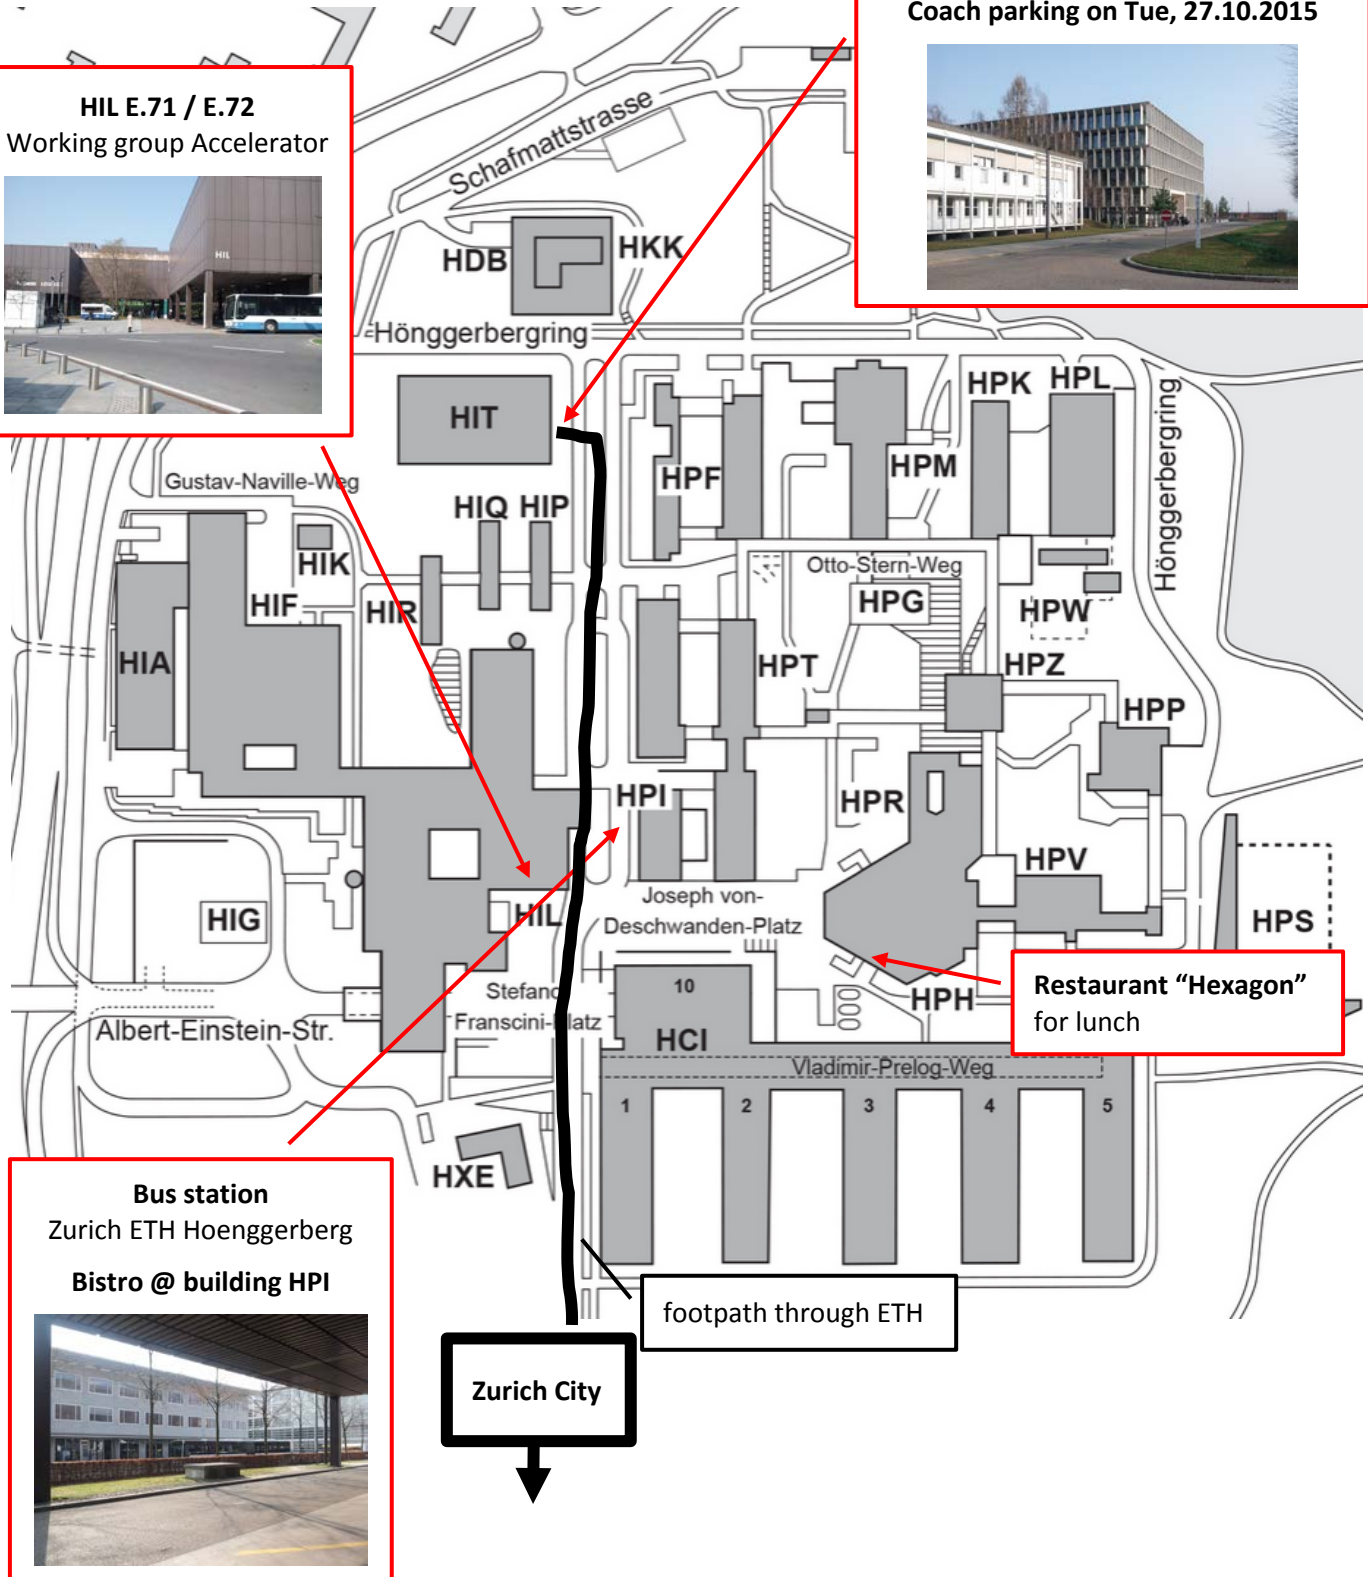 Coach parking on Tue, 27.10.2015
HIL E.71 / E.72
Working group Accelerator
HIL
Schafmattstrasse
HDB
HKK
Hönggerbergring
HIT
HPK
HPL
HPF
HPM
Hönggerbergring
Gustav-Naville-Weg
HIQ
HIP
HIK
Otto-Stern-Weg
HIF
HIR
HPG
HPW
HIA
HPT
HPZ
HPP
HPI
HPR
HPV
Joseph von-
Deschwanden-Platz
HIG
HIL
HPS
Restaurant “Hexagon”
for lunch
10
Stefano
Franscini-Platz
HPH
Albert-Einstein-Str.
HCI
Vladimir-Prelog-Weg
1
2
3
4
5
HXE
Bus station
Zurich ETH Hoenggerberg
Bistro @ building HPI
footpath through ETH
Zurich City